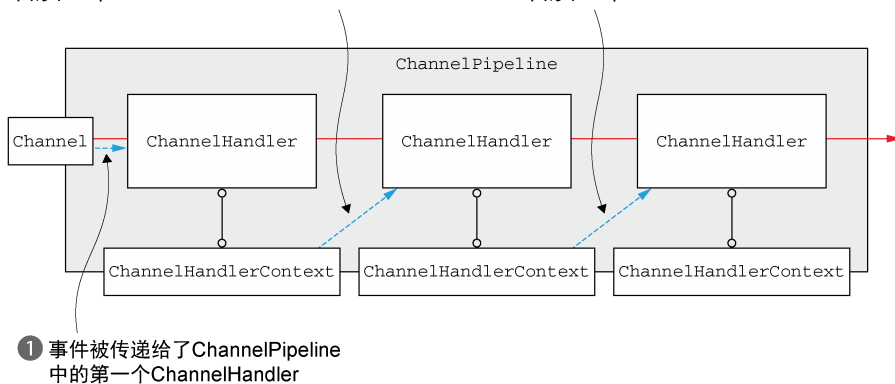 ChannelPipeline
Channel
ChannelHandler
ChannelHandler
ChannelHandler
ChannelHandlerContext
ChannelHandlerContext
ChannelHandlerContext
1 事件被传递给了ChannelPipeline
中的第一个ChannelHandler